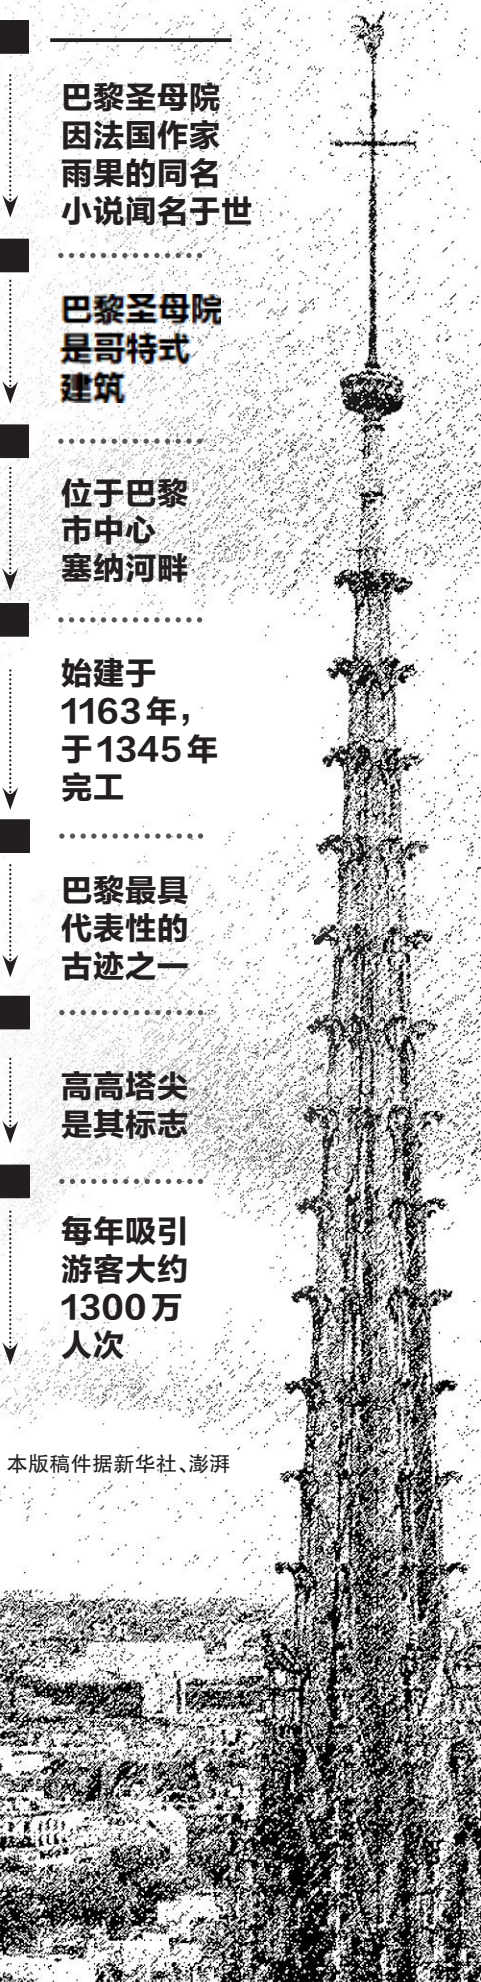 巴黎圣母院
因法国作家
雨果的同名
小说闻名于世
巴黎圣母院
是哥特式
建筑
位于巴黎
市中心
塞纳河畔
始建于
1163年，
于1345年
完工
巴黎最具
代表性的
古迹之一
高高塔尖
是其标志
每年吸引
游客大约
1300万
人次
本版稿件据新华社、澎湃